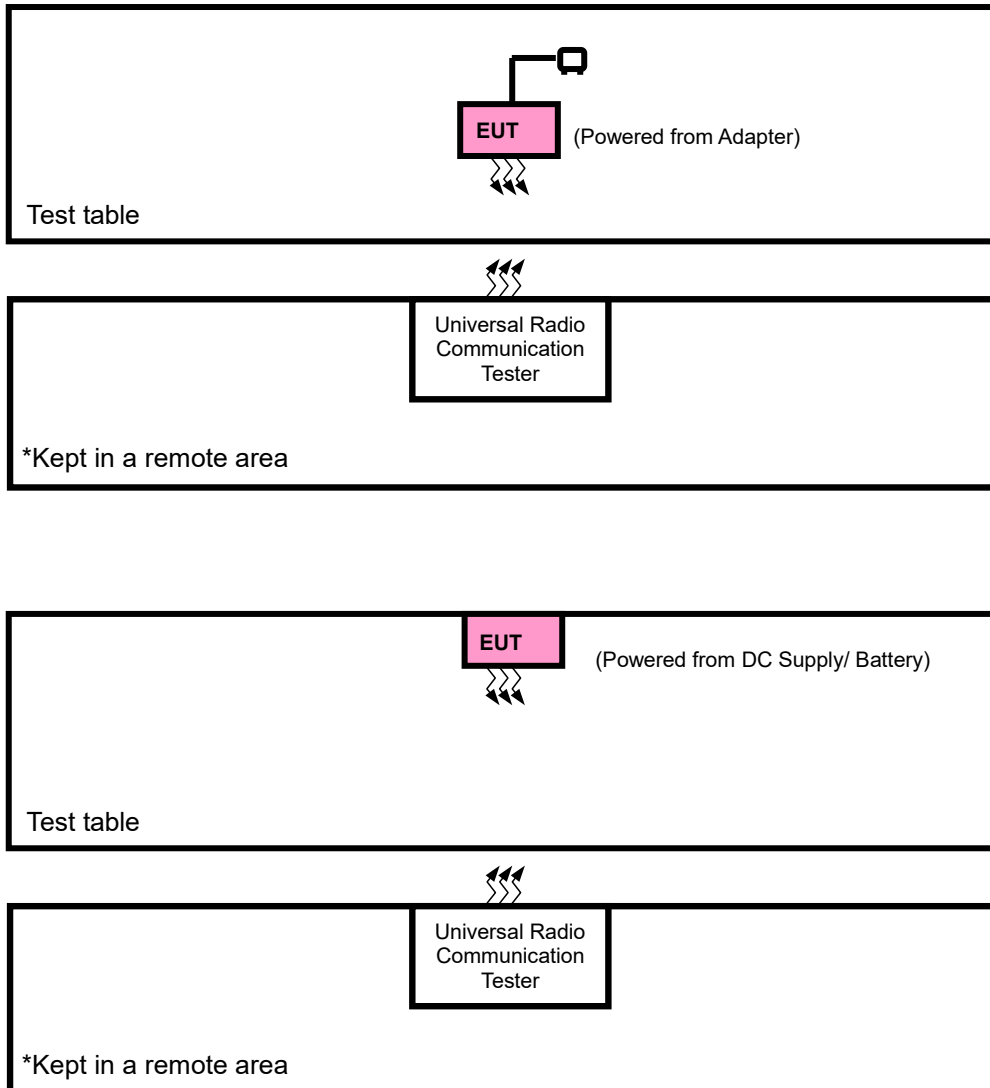 EUT
(Powered from Adapter)
Test table
Universal Radio
Communication
Tester
*Kept in a remote area
EUT
(Powered from DC Supply/ Battery)
Test table
Universal Radio
Communication
Tester
*Kept in a remote area